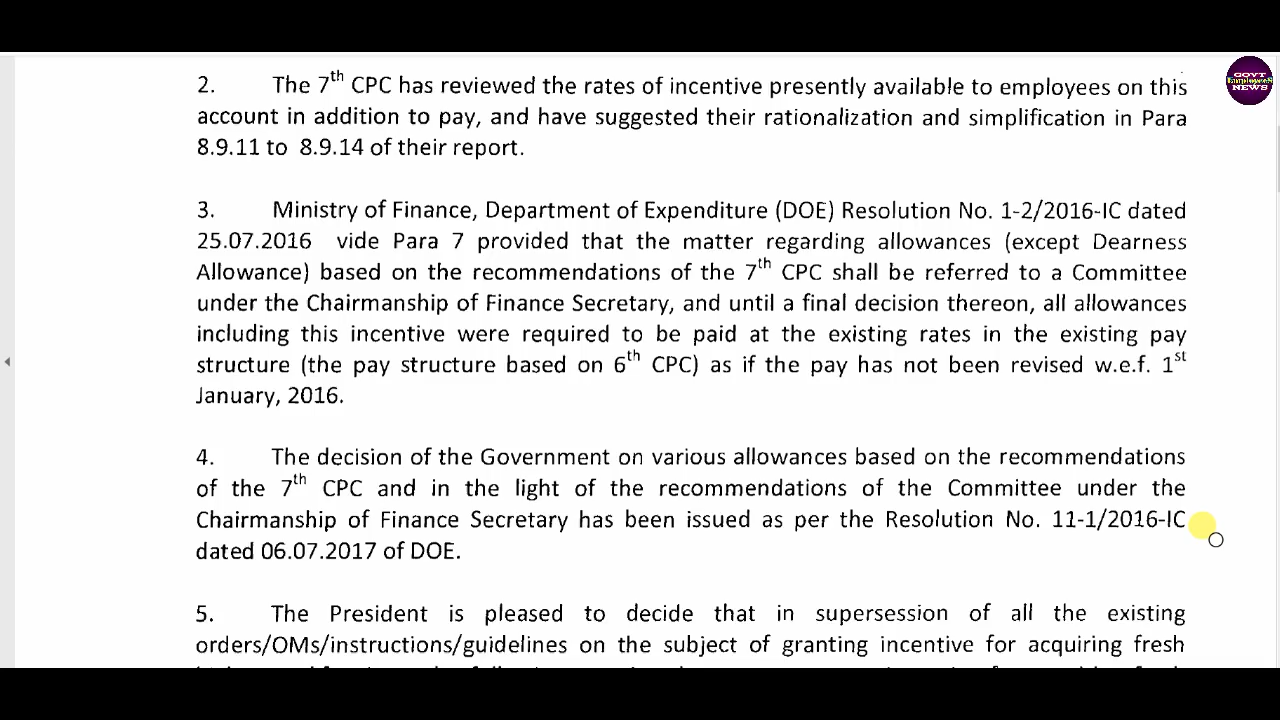 GOVT
EmployeeS
NEWS
2. The 7th CPC has reviewed the rates of incentive presently available to employees on this
account in addition to pay, and have suggested their rationalization and simplification in Para
8.9.11 to 8.9.14 of their report.
3. Ministry of Finance, Department of Expenditure (DOE) Resolution No. 1-2/2016-IC dated
25.07.2016 vide Para 7 provided that the matter regarding allowances (except Dearness
Allowance) based on the recommendations of the 7th CPC shall be referred to a Committee
under the Chairmanship of Finance Secretary, and until a final decision thereon, all allowances
including this incentive were required to be paid at the existing rates in the existing pay
structure (the pay structure based on 6th CPC) as if the pay has not been revised w.e.f. 1st
January, 2016.
4. The decision of the Government on various allowances based on the recommendations
of the 7th CPC and in the light of the recommendations of the Committee under the
Chairmanship of Finance Secretary has been issued as per the Resolution No. 11-1/2016-IC
dated 06.07.2017 of DOE.
5. The President is pleased to decide that in supersession of all the existing
orders/OMs/instructions/guidelines on the subject of granting incentive for acquiring fresh